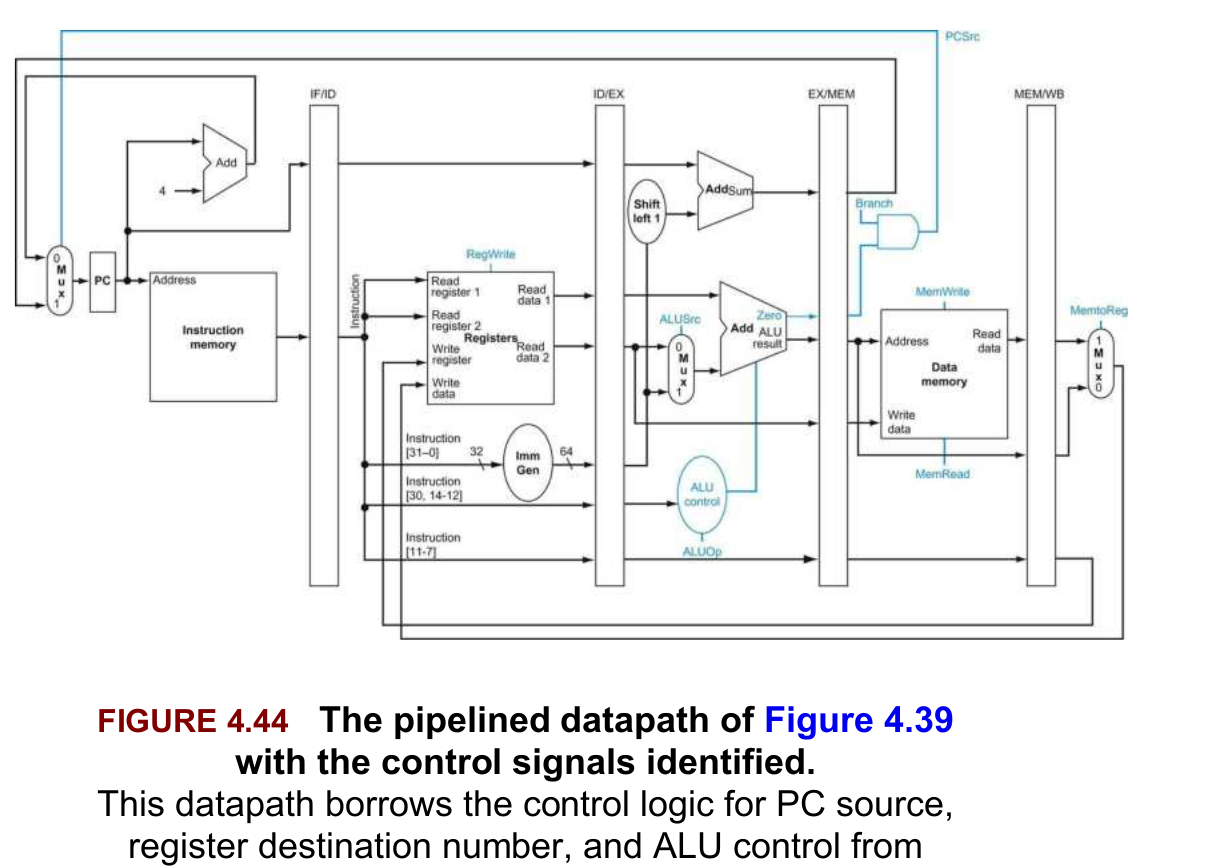 PCSrc
IF/ID
ID/EX
EX/MEM
MEM/WB
Add
4
Add Sum
Shift
left 1
Branch
0
M
u
x
1
PC
Address
Instruction
memory
Instruction
RegWrite
Read
register 1
Read
register 2
Write
register
Write
data
Registers
Read
data 1
Read
data 2
ALUSrc
0
M
u
x
1
Add
Zero
ALU
result
MemWrite
Address
Read
data
Data
memory
Write
data
MemRead
MemtoReg
1
M
u
x
0
Instruction
[31–0]
32
Imm
Gen
64
Instruction
[30, 14-12]
ALU
control
ALUOp
Instruction
[11-7]
FIGURE 4.44 The pipelined datapath of Figure 4.39
with the control signals identified.
This datapath borrows the control logic for PC source,
register destination number, and ALU control from